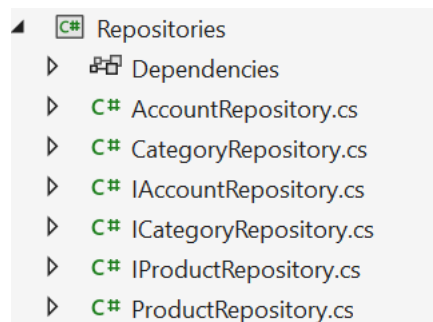 C# Repositories
Dependencies
C# AccountRepository.cs
C# CategoryRepository.cs
C# IAccountRepository.cs
C# ICategoryRepository.cs
C# IProductRepository.cs
C# ProductRepository.cs